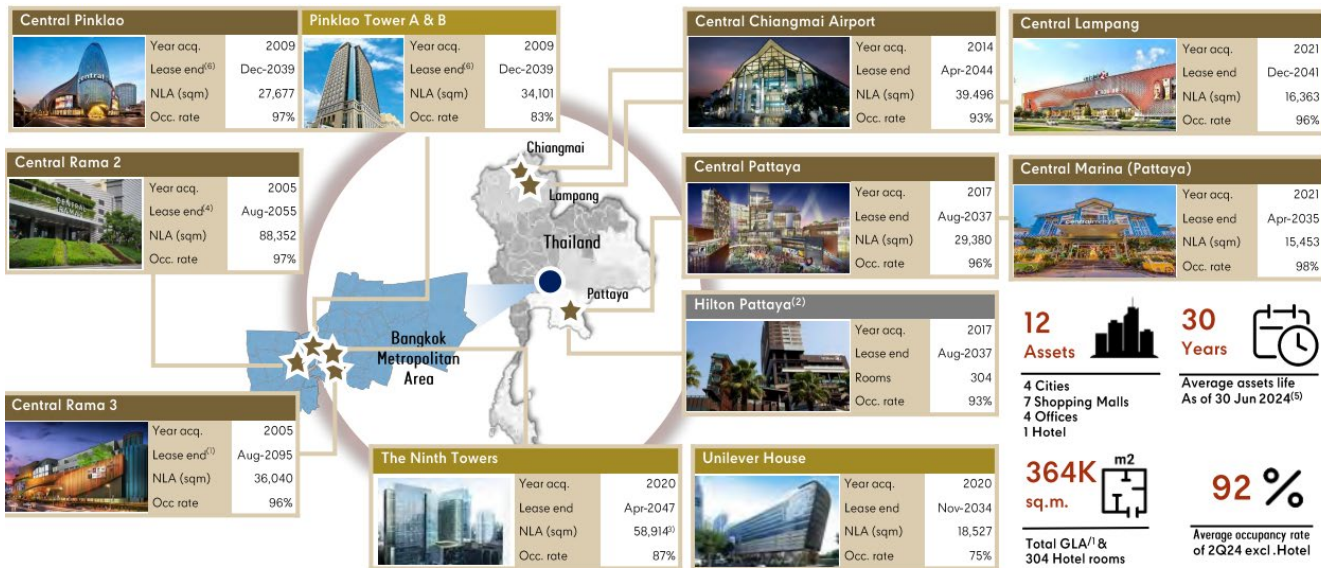 Central Pinklao
Year acq. 2009
Lease end(6) Dec-2039
NLA (sqm) 27,677
Occ. rate 97%
Pinklao Tower A & B
Year acq. 2009
Lease end(6) Dec-2039
NLA (sqm) 34,101
Occ. rate 83%
Central Chiangmai Airport
Year acq. 2014
Lease end Apr-2044
NLA (sqm) 39.496
Occ. rate 93%
Central Lampang
Year acq. 2021
Lease end Dec-2041
NLA (sqm) 16,363
Occ. rate 96%
Central Rama 2
Year acq. 2005
Lease end(4) Aug-2055
NLA (sqm) 88,352
Occ. rate 97%
Chiangmai
Lampang
Thailand
Pattaya
Bangkok
Metropolitan
Area
Central Pattaya
Year acq. 2017
Lease end Aug-2037
NLA (sqm) 29,380
Occ. rate 96%
Central Marina (Pattaya)
Year acq. 2021
Lease end Apr-2035
NLA (sqm) 15,453
Occ. rate 98%
Hilton Pattaya(2)
Year acq. 2017
Lease end Aug-2037
Rooms 304
Occ. rate 93%
Central Rama 3
Year acq. 2005
Lease end(1) Aug-2095
NLA (sqm) 36,040
Occ rate 96%
The Ninth Towers
Year acq. 2020
Lease end Apr-2047
NLA (sqm) 58,914(3)
Occ. rate 87%
Unilever House
Year acq. 2020
Lease end Nov-2034
NLA (sqm) 18,527
Occ. rate 75%
12
Assets
4 Cities
7 Shopping Malls
4 Offices
1 Hotel
30
Years
Average assets life
As of 30 Jun 2024(5)
364K
sq.m.
m2
Total GLA/1 &
304 Hotel rooms
92 %
Average occupancy rate
of 2Q24 excl .Hotel